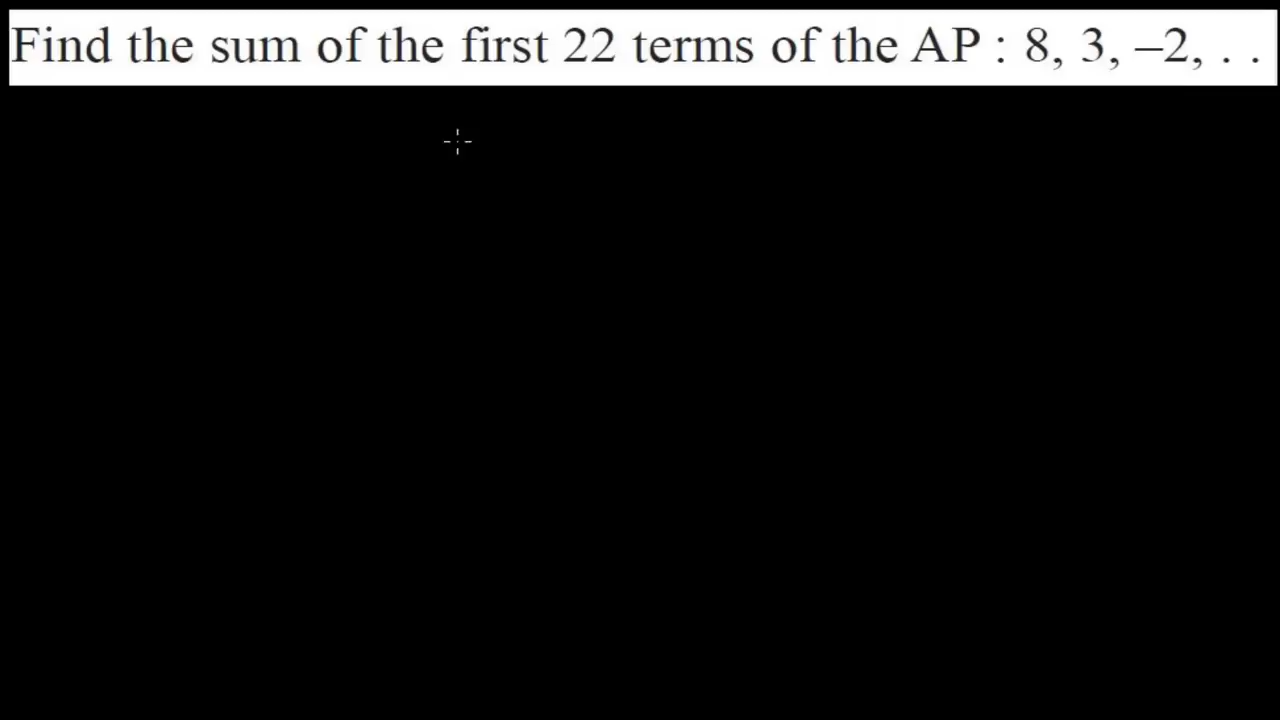 Find the sum of the first 22 terms of the AP : 8, 3, –2, . .